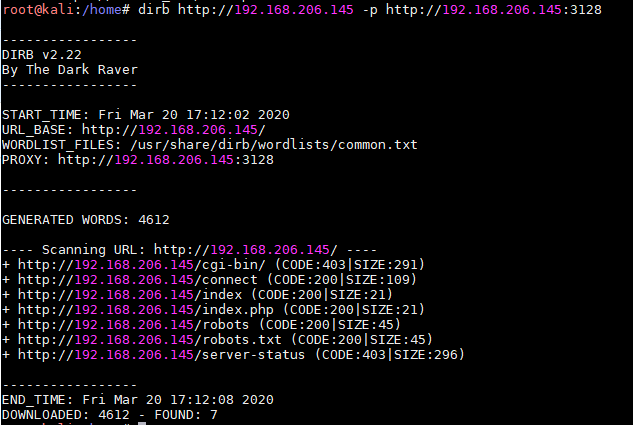 root@kali:/home# dirb http://192.168.206.145 -p http://192.168.206.145:3128
-----------------
DIRB v2.22
By The Dark Raver
-----------------
START_TIME: Fri Mar 20 17:12:02 2020
URL_BASE: http://192.168.206.145/
WORDLIST_FILES: /usr/share/dirb/wordlists/common.txt
PROXY: http://192.168.206.145:3128
-----------------
GENERATED WORDS: 4612
---- Scanning URL: http://192.168.206.145/ ----
+ http://192.168.206.145/cgi-bin/ (CODE:403|SIZE:291)
+ http://192.168.206.145/connect (CODE:200|SIZE:109)
+ http://192.168.206.145/index (CODE:200|SIZE:21)
+ http://192.168.206.145/index.php (CODE:200|SIZE:21)
+ http://192.168.206.145/robots (CODE:200|SIZE:45)
+ http://192.168.206.145/robots.txt (CODE:200|SIZE:45)
+ http://192.168.206.145/server-status (CODE:403|SIZE:296)
-----------------
END_TIME: Fri Mar 20 17:12:08 2020
DOWNLOADED: 4612 - FOUND: 7